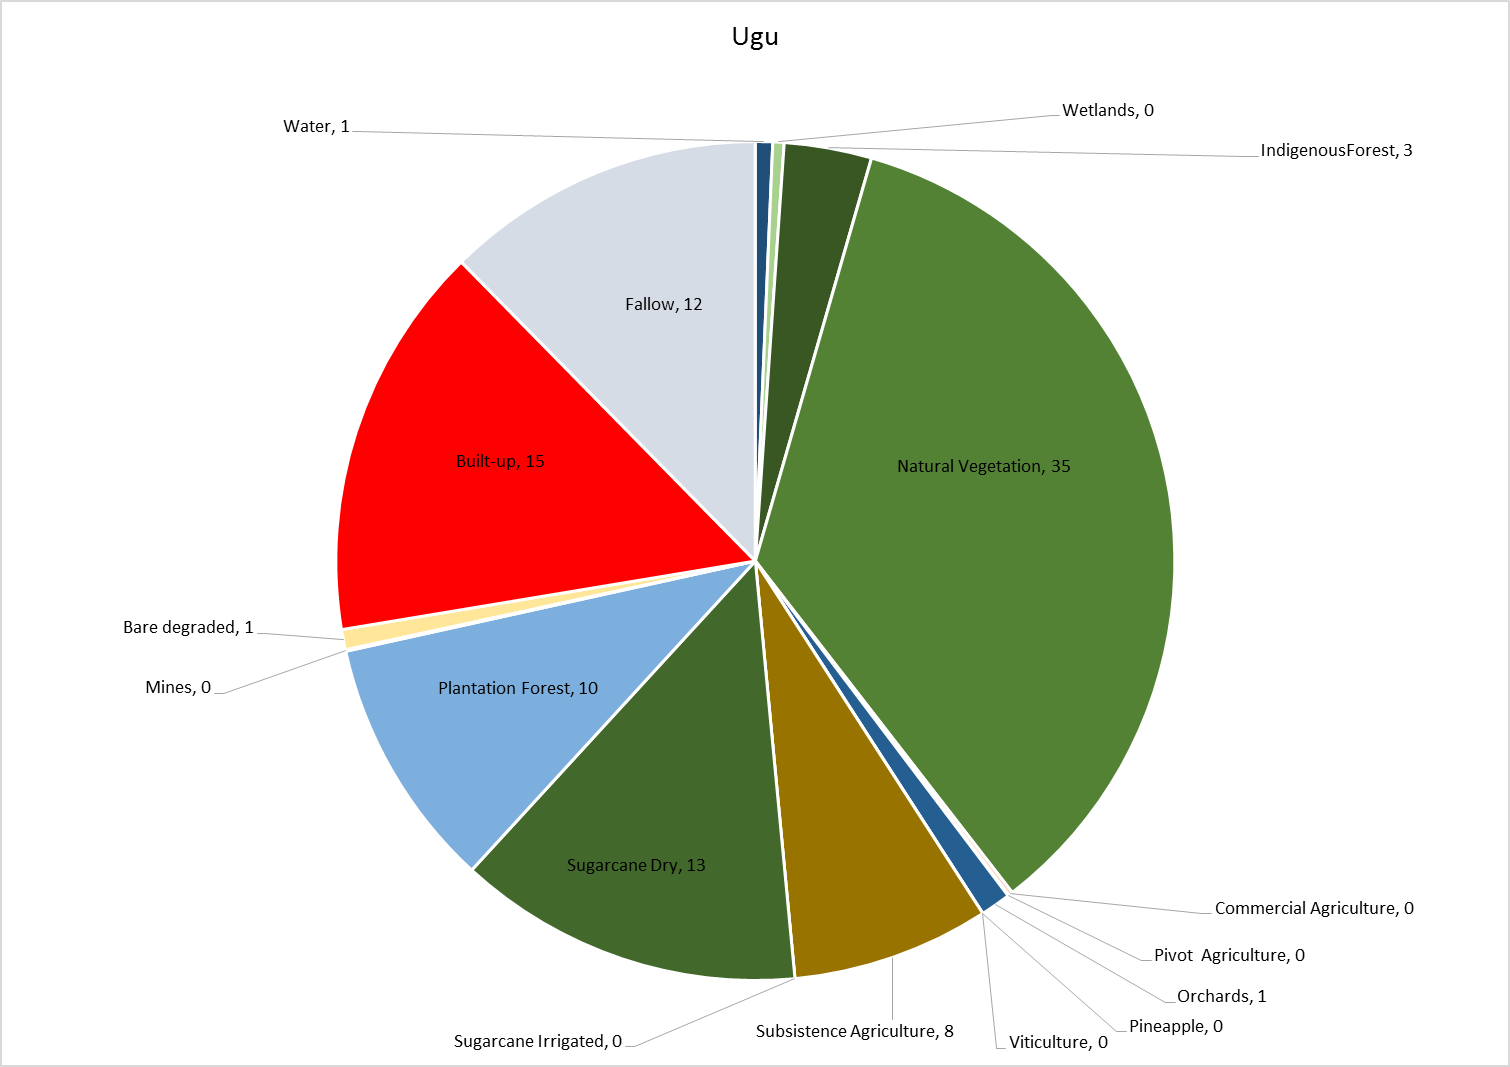 Ugu
Wetlands, 0
Water, 1
IndigenousForest, 3
Fallow, 12
Built-up, 15
Natural Vegetation, 35
Bare degraded, 1
Mines, 0
Plantation Forest, 10
Sugarcane Dry, 13
Commercial Agriculture, 0
Pivot  Agriculture, 0
Orchards, 1
Pineapple, 0
Subsistence Agriculture, 8
Sugarcane Irrigated, 0
Viticulture, 0